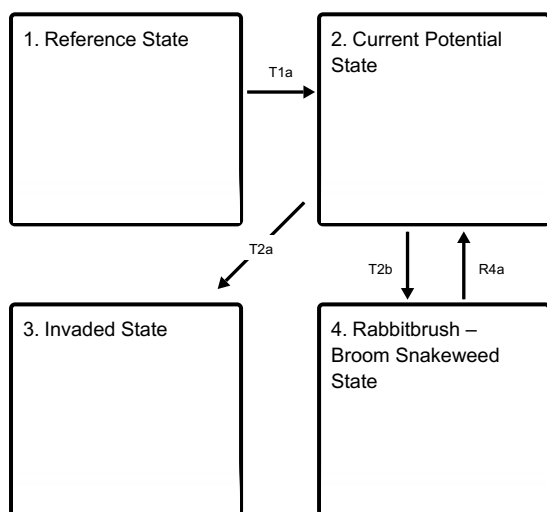 1. Reference State
2. Current Potential
State
T1a
T2a
T2b
R4a
3. Invaded State
4. Rabbitbrush –
Broom Snakeweed
State